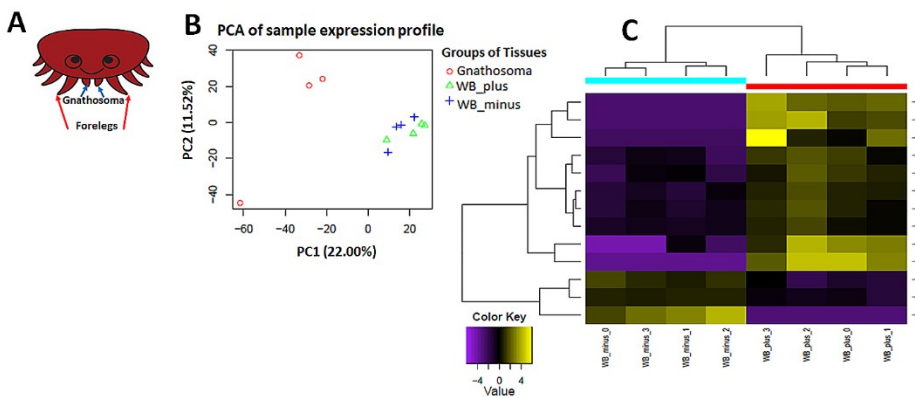 A
Gnathosoma
Forelegs
B
PCA of sample expression profile
PC2 (11.52%)
40
20
0
−20
−40
−60
−40
−20
0
20
PC1 (22.00%)
Groups of Tissues
Gnathosoma
WB_plus
WB_minus
C
Color Key
−4
0
4
Value
WB_minus_0
WB_minus_3
WB_minus_1
WB_minus_2
WB_plus_3
WB_plus_2
WB_plus_0
WB_plus_1